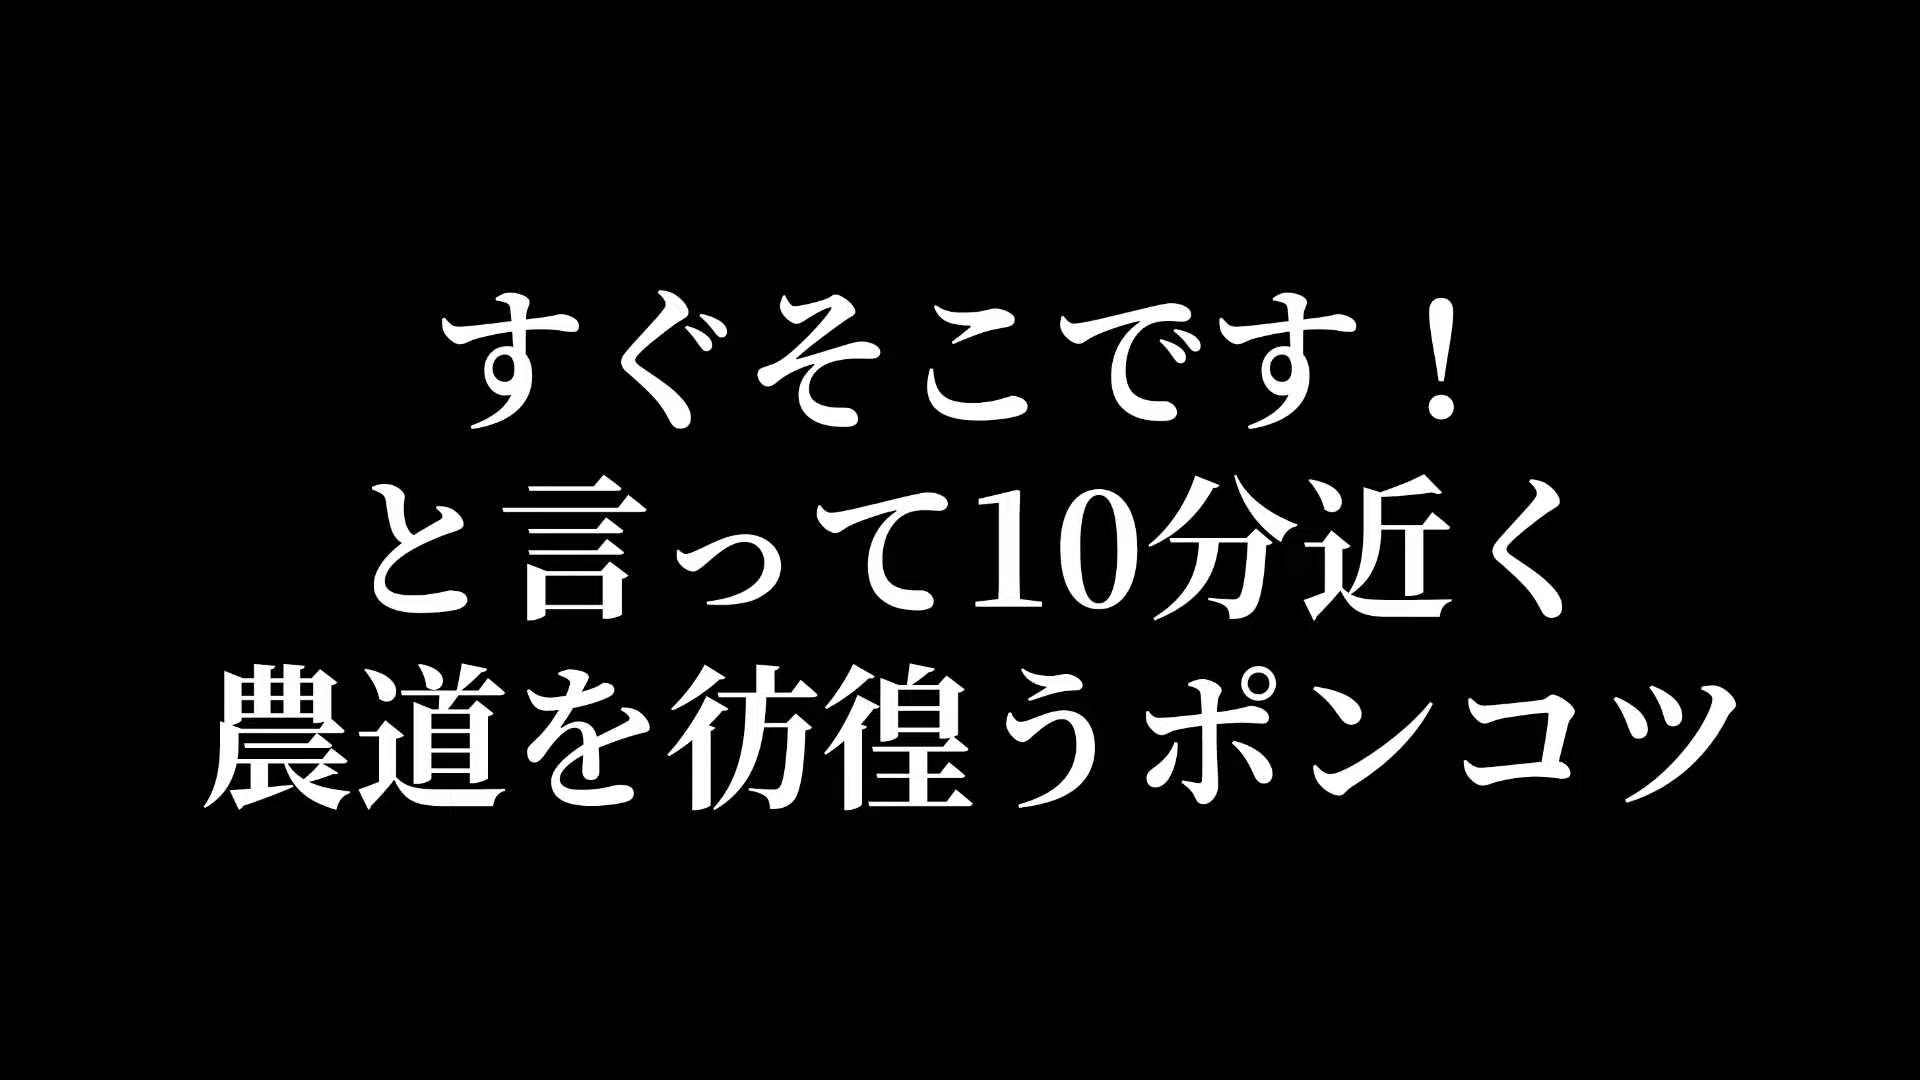 すぐそこです！
と言って10分近く
農道を彷徨うポンコツ